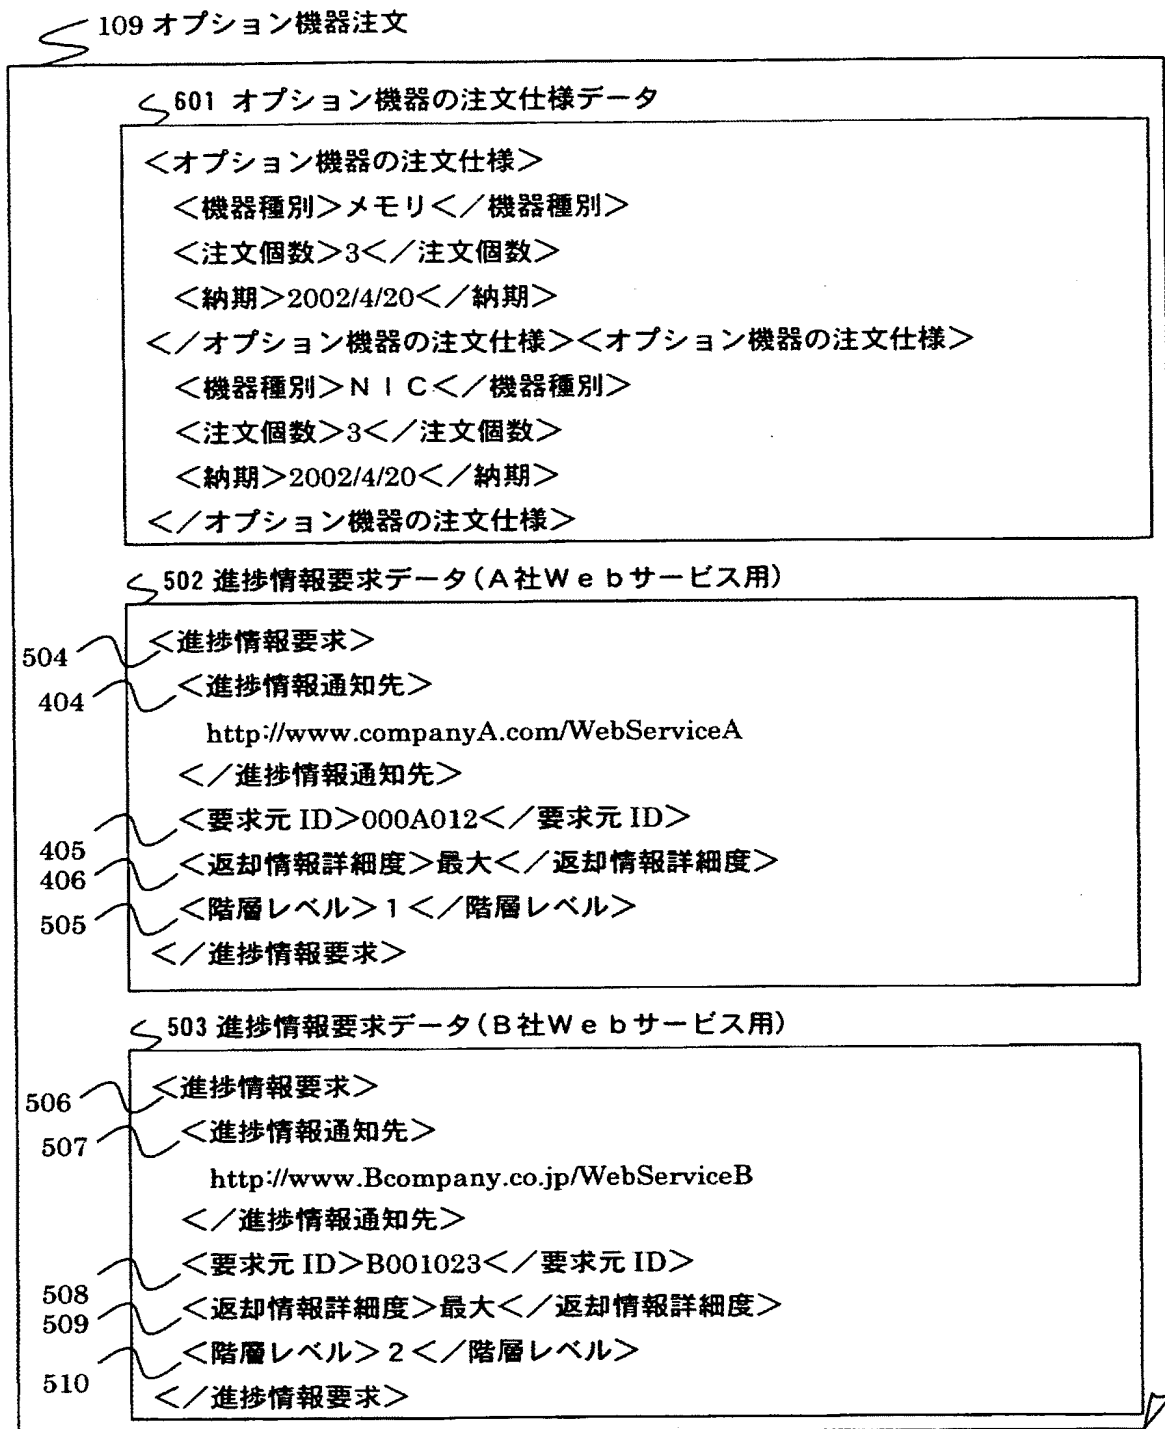 109 オプション機器注文
601 オプション機器の注文仕様データ
＜オプション機器の注文仕様＞
＜機器種別＞メモリ＜／機器種別＞
＜注文個数＞3＜／注文個数＞
＜納期＞2002/4/20＜／納期＞
＜／オプション機器の注文仕様＞＜オプション機器の注文仕様＞
＜機器種別＞ＮＩＣ＜／機器種別＞
＜注文個数＞3＜／注文個数＞
＜納期＞2002/4/20＜／納期＞
＜／オプション機器の注文仕様＞
502 進捗情報要求データ（Ａ社Ｗｅｂサービス用）
504 ＜進捗情報要求＞
404 ＜進捗情報通知先＞
http://www.companyA.com/WebServiceA
＜／進捗情報通知先＞
405 ＜要求元 ID＞000A012＜／要求元 ID＞
406 ＜返却情報詳細度＞最大＜／返却情報詳細度＞
505 ＜階層レベル＞１＜／階層レベル＞
＜／進捗情報要求＞
503 進捗情報要求データ（Ｂ社Ｗｅｂサービス用）
506 ＜進捗情報要求＞
507 ＜進捗情報通知先＞
http://www.Bcompany.co.jp/WebServiceB
＜／進捗情報通知先＞
508 ＜要求元 ID＞B001023＜／要求元 ID＞
509 ＜返却情報詳細度＞最大＜／返却情報詳細度＞
510 ＜階層レベル＞２＜／階層レベル＞
＜／進捗情報要求＞